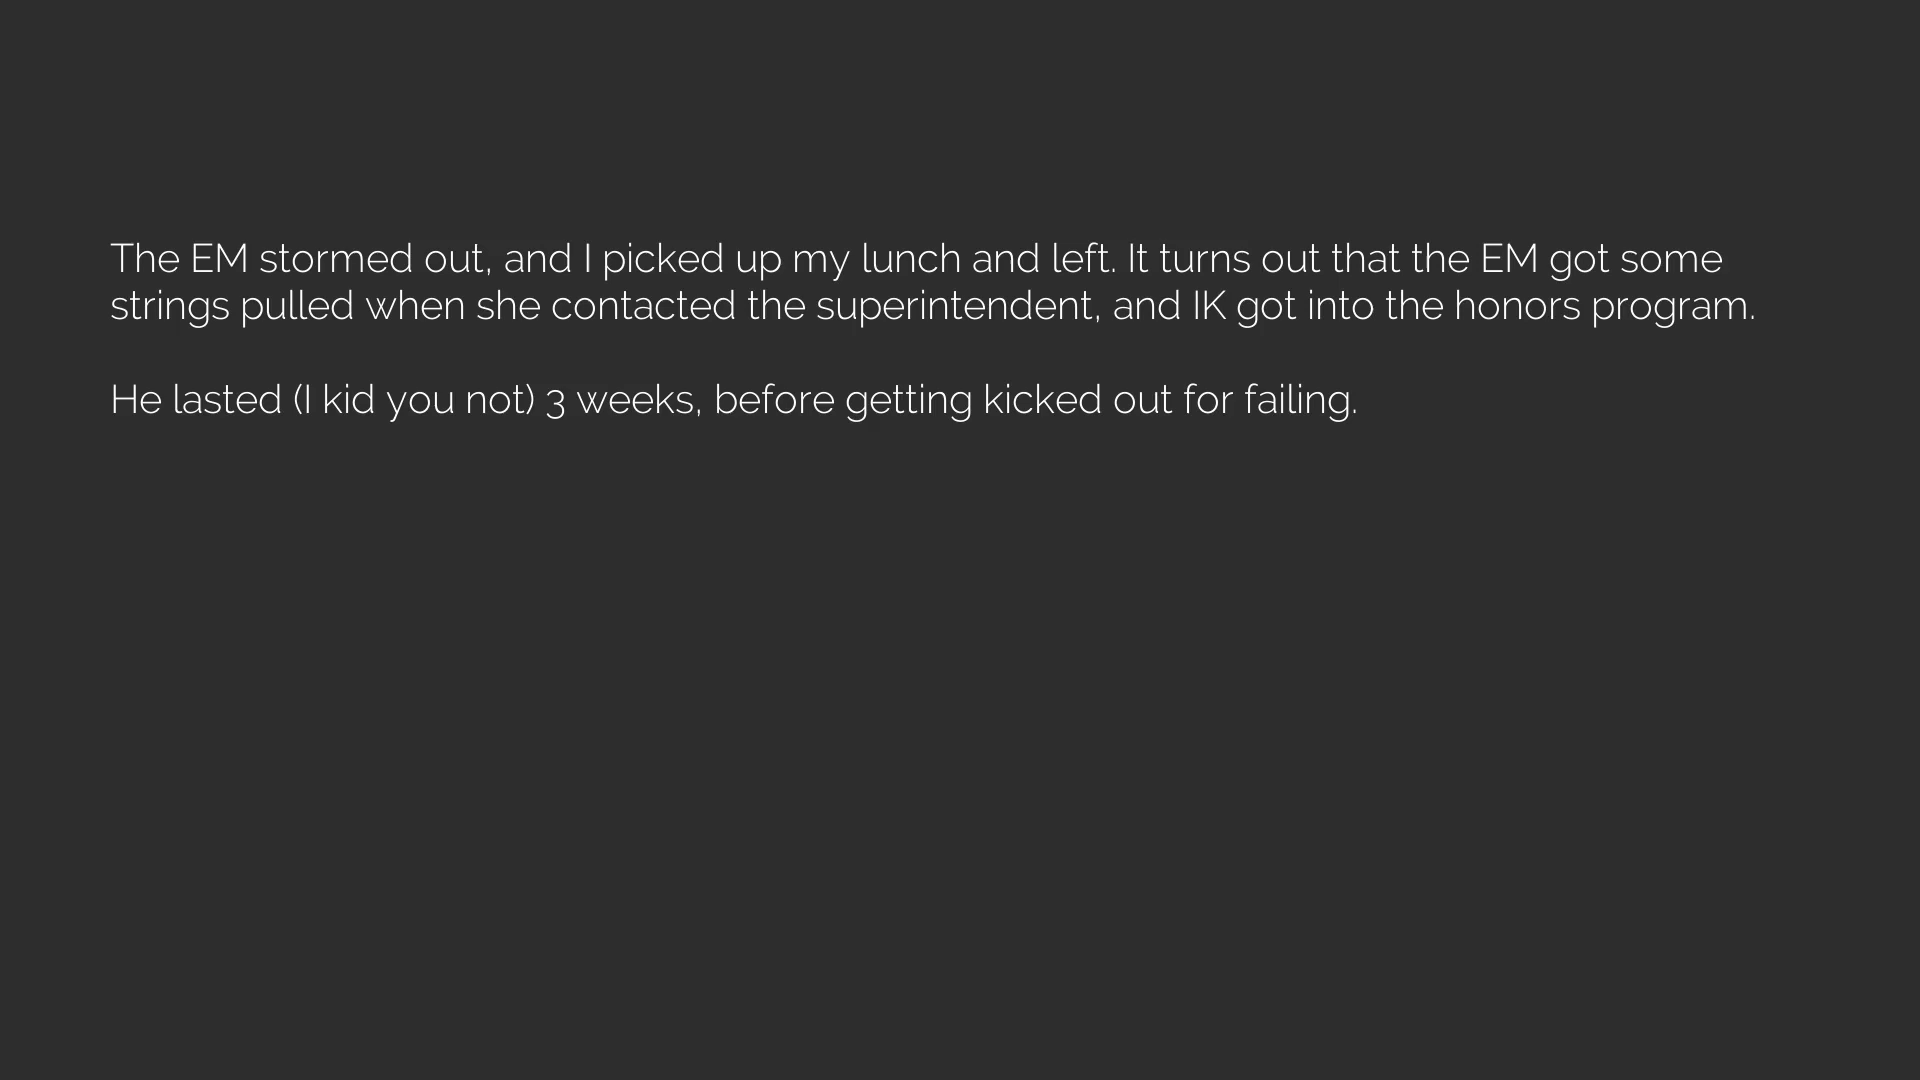 The EM stormed out, and I picked up my lunch and left. It turns out that the EM got some
strings pulled when she contacted the superintendent, and IK got into the honors program.
He lasted (I kid you not) 3 weeks, before getting kicked out for failing.